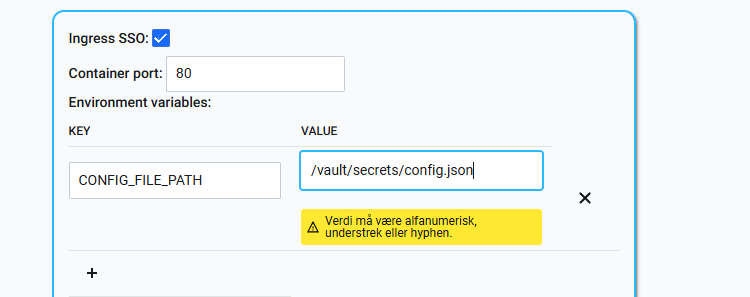 Ingress SSO:
Container port: 80
Environment variables:
KEY VALUE
CONFIG_FILE_PATH /vault/secrets/config.json
Verdi må være alfanumerisk,
understrek eller hyphen.